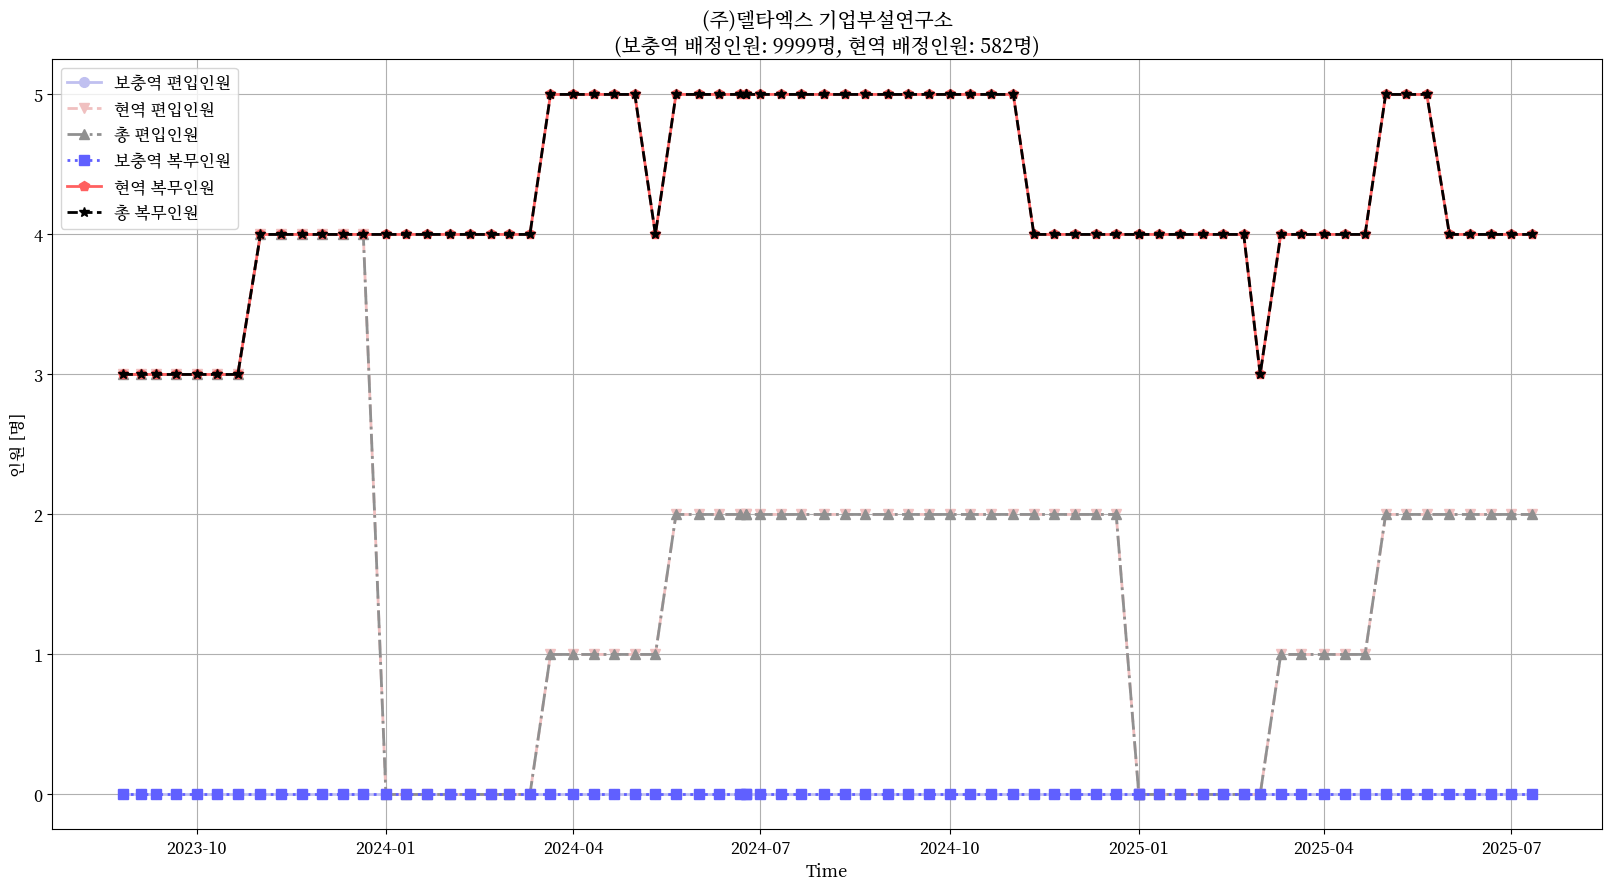 (주)델타엑스 기업부설연구소
(보충역 배정인원: 9999명, 현역 배정인원: 582명)
보충역 편입인원
현역 편입인원
총 편입인원
보충역 복무인원
현역 복무인원
총 복무인원
인원 [명]
5
4
3
2
1
0
2023-10
2024-01
2024-04
2024-07
2024-10
2025-01
2025-04
2025-07
Time